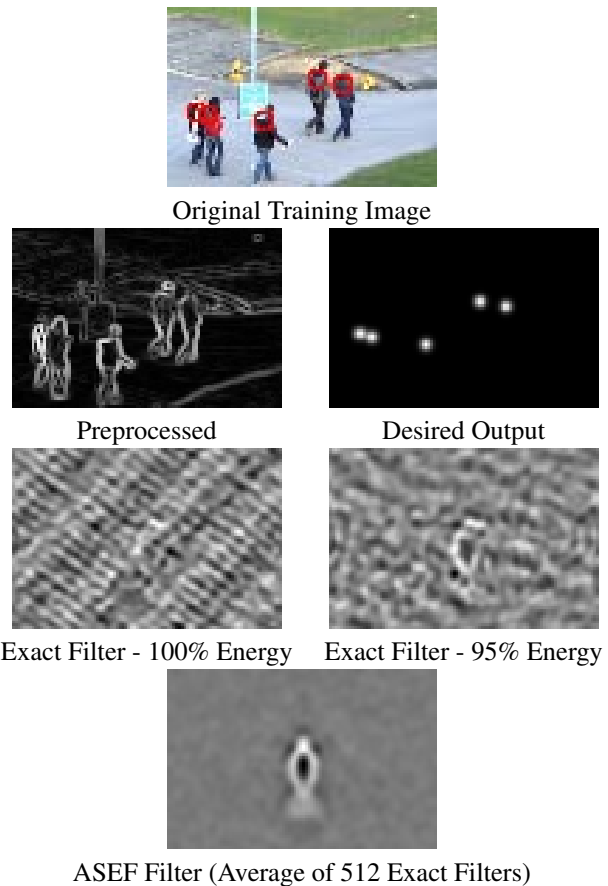 Original Training Image
Preprocessed
Desired Output
Exact Filter - 100% Energy
Exact Filter - 95% Energy
ASEF Filter (Average of 512 Exact Filters)